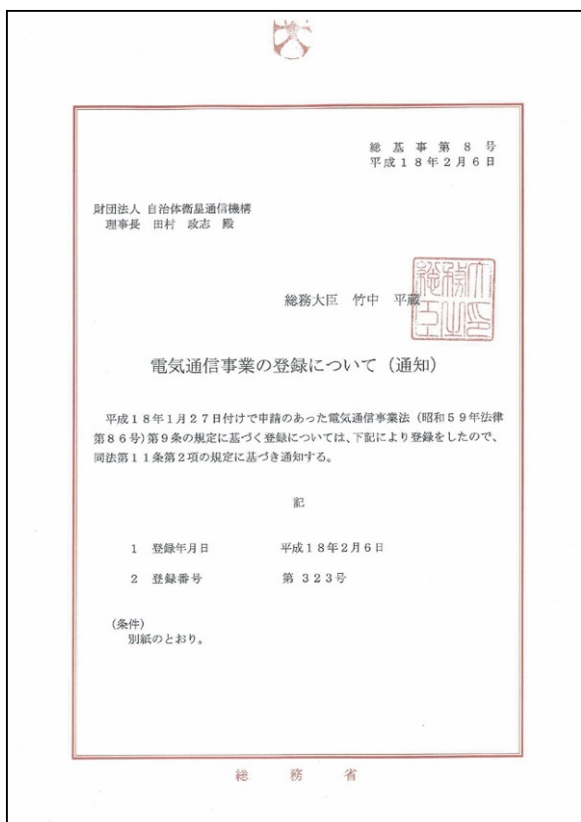 総基事第8号
平成18年2月6日
財団法人 自治体衛星通信機構
理事長 田村 政志 殿
総務大臣 竹中 平蔵
総務大臣之印
電気通信事業の登録について（通知）
平成18年1月27日付けで申請のあった電気通信事業法（昭和59年法律
第86号）第9条の規定に基づく登録については、下記により登録をしたので、
同法第11条第2項の規定に基づき通知する。
記
1 登録年月日 平成18年2月6日
2 登録番号 第 323号
（条件）
別紙のとおり。
総務省